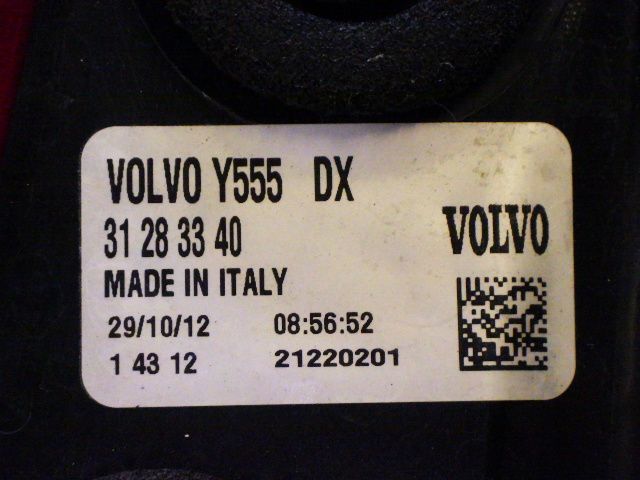 VOLVO Y555 DX
31 28 33 40
VOLVO
MADE IN ITALY
29/10/12 08:56:52
1 43 12 21220201